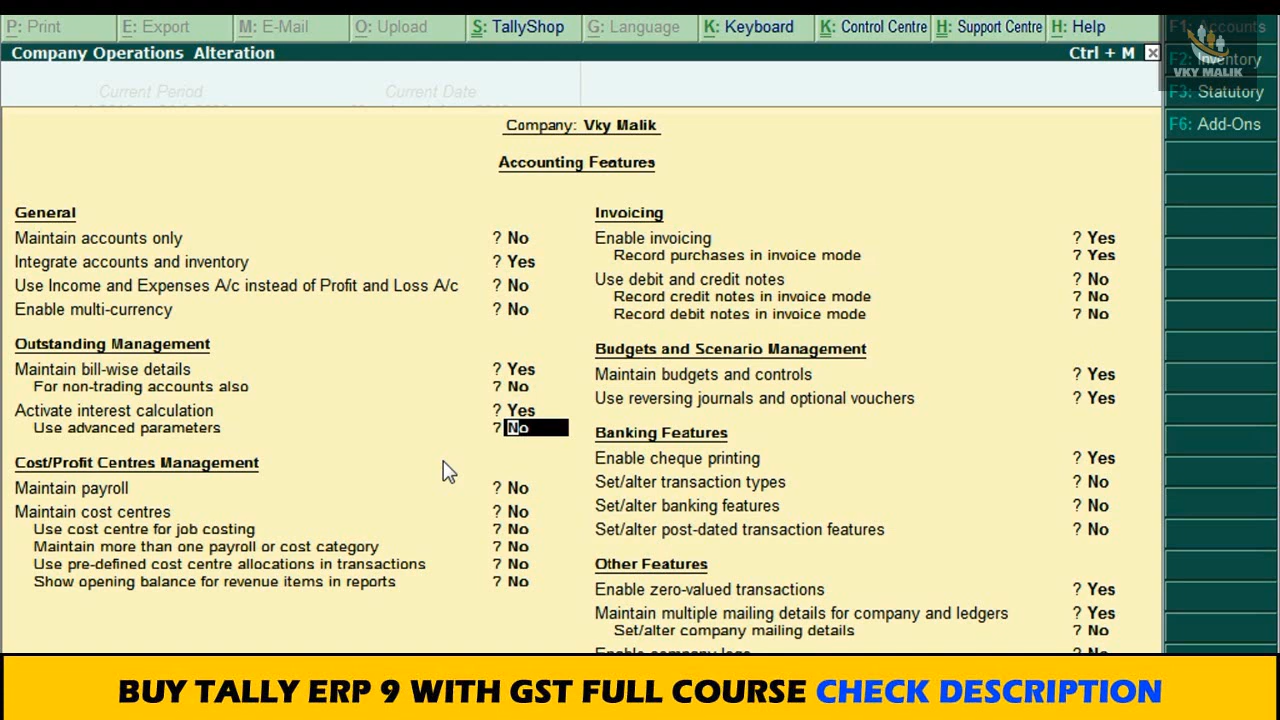 P: Print E: Export M: E-Mail O: Upload S: TallyShop G: Language K: Keyboard K: Control Centre H: Support Centre H: Help F1: Accounts
Company Operations Alteration Ctrl + M
F2: Inventory
VKY MALIK
Current Period Current Date
F3: Statutory
F6: Add-Ons
Company: Vky Malik
Accounting Features
General
Maintain accounts only ? No
Integrate accounts and inventory ? Yes
Use Income and Expenses A/c instead of Profit and Loss A/c ? No
Enable multi-currency ? No
Outstanding Management
Maintain bill-wise details ? Yes
For non-trading accounts also ? No
Activate interest calculation ? Yes
Use advanced parameters ? No
Cost/Profit Centres Management
Maintain payroll ? No
Maintain cost centres ? No
Use cost centre for job costing ? No
Maintain more than one payroll or cost category ? No
Use pre-defined cost centre allocations in transactions ? No
Show opening balance for revenue items in reports ? No
Invoicing
Enable invoicing ? Yes
Record purchases in invoice mode ? Yes
Use debit and credit notes ? No
Record credit notes in invoice mode ? No
Record debit notes in invoice mode ? No
Budgets and Scenario Management
Maintain budgets and controls ? Yes
Use reversing journals and optional vouchers ? Yes
Banking Features
Enable cheque printing ? Yes
Set/alter transaction types ? No
Set/alter banking features ? No
Set/alter post-dated transaction features ? No
Other Features
Enable zero-valued transactions ? Yes
Maintain multiple mailing details for company and ledgers ? Yes
Set/alter company mailing details ? No
Enable company logo ? No
BUY TALLY ERP 9 WITH GST FULL COURSE CHECK DESCRIPTION